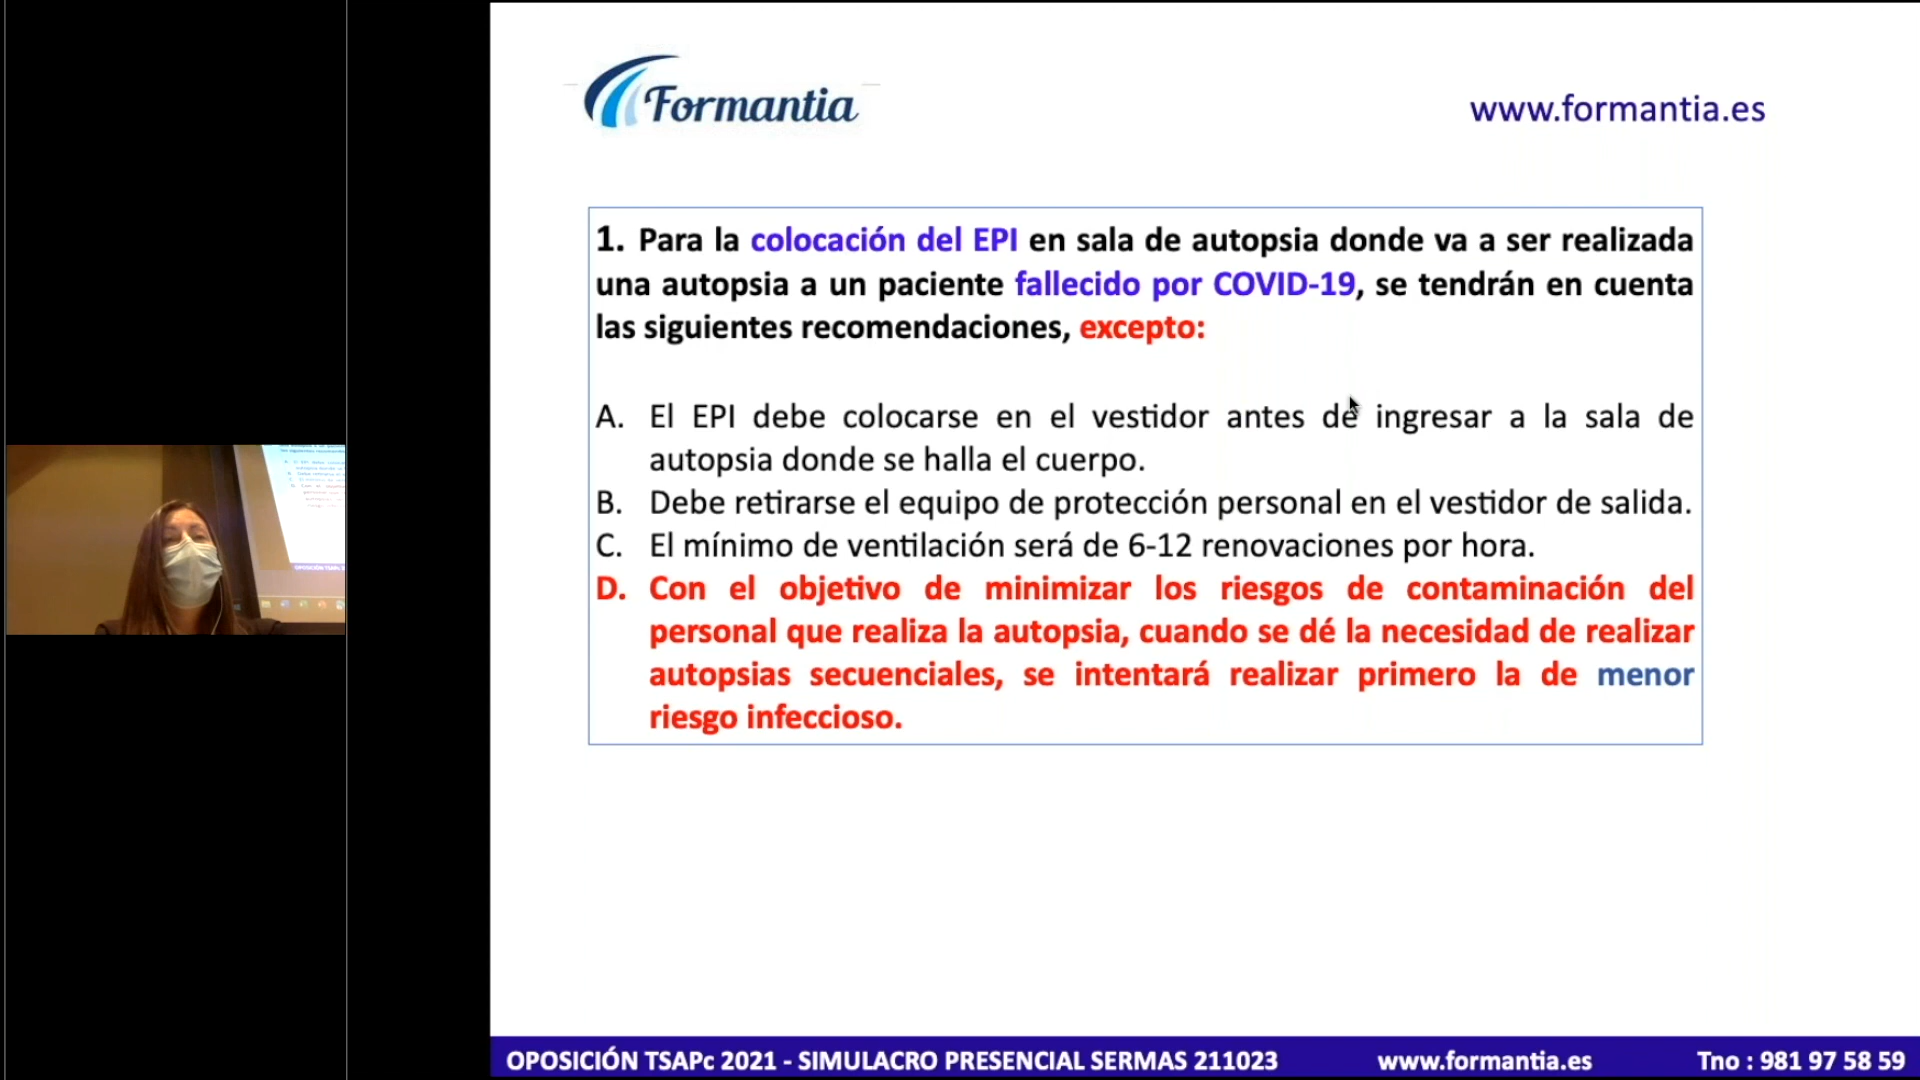 Formantia
www.formantia.es
1. Para la colocación del EPI en sala de autopsia donde va a ser realizada
una autopsia a un paciente fallecido por COVID-19, se tendrán en cuenta
las siguientes recomendaciones, excepto:
A. El EPI debe colocarse en el vestidor antes de ingresar a la sala de
autopsia donde se halla el cuerpo.
B. Debe retirarse el equipo de protección personal en el vestidor de salida.
C. El mínimo de ventilación será de 6-12 renovaciones por hora.
D. Con el objetivo de minimizar los riesgos de contaminación del
personal que realiza la autopsia, cuando se dé la necesidad de realizar
autopsias secuenciales, se intentará realizar primero la de menor
riesgo infeccioso.
OPOSICIÓN TSAPc 2021 - SIMULACRO PRESENCIAL SERMAS 211023
www.formantia.es
Tno : 981 97 58 59